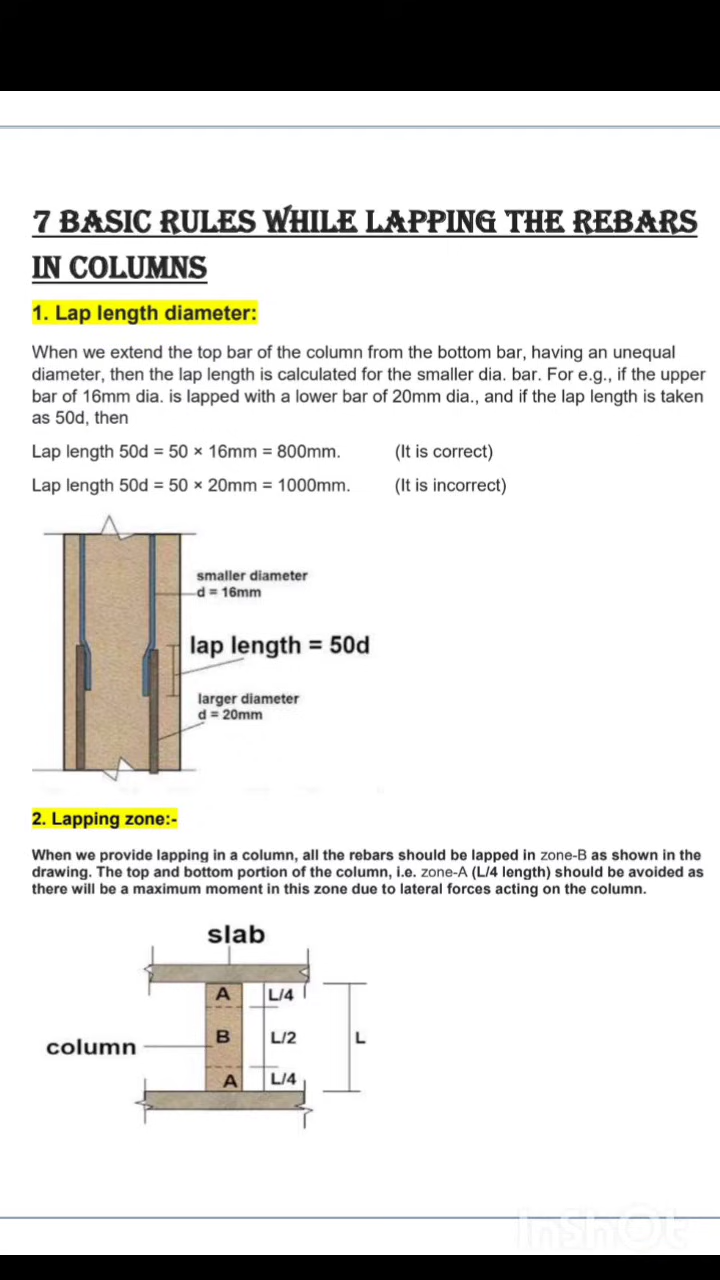 7 BASIC RULES WHILE LAPPING THE REBARS
IN COLUMNS
1. Lap length diameter:
When we extend the top bar of the column from the bottom bar, having an unequal
diameter, then the lap length is calculated for the smaller dia. bar. For e.g., if the upper
bar of 16mm dia. is lapped with a lower bar of 20mm dia., and if the lap length is taken
as 50d, then
Lap length 50d = 50 × 16mm = 800mm. (It is correct)
Lap length 50d = 50 × 20mm = 1000mm. (It is incorrect)
smaller diameter
d = 16mm
lap length = 50d
larger diameter
d = 20mm
2. Lapping zone:-
When we provide lapping in a column, all the rebars should be lapped in zone-B as shown in the
drawing. The top and bottom portion of the column, i.e. zone-A (L/4 length) should be avoided as
there will be a maximum moment in this zone due to lateral forces acting on the column.
slab
A L/4
B L/2 L
column
A L/4
InShOt